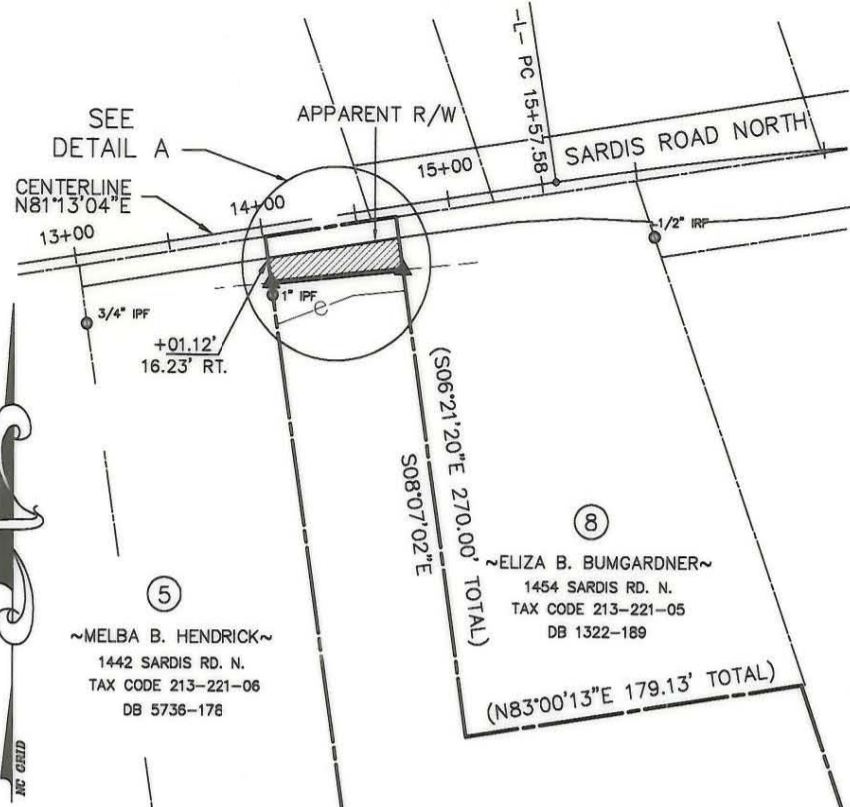 -L- PC 15+57.58
SEE
DETAIL A
APPARENT R/W
SARDIS ROAD NORTH
15+00
CENTERLINE
N81°13'04"E
14+00
13+00
1/2" IRF
3/4" IPF
1" IPF
e
+01.12'
16.23' RT.
(S06°21'20"E 270.00' TOTAL)
S08°07'02"E
8
~ELIZA B. BUMGARDNER~
1454 SARDIS RD. N.
TAX CODE 213-221-05
DB 1322-189
5
~MELBA B. HENDRICK~
1442 SARDIS RD. N.
TAX CODE 213-221-06
DB 5736-178
(N83°00'13"E 179.13' TOTAL)
NC GRID